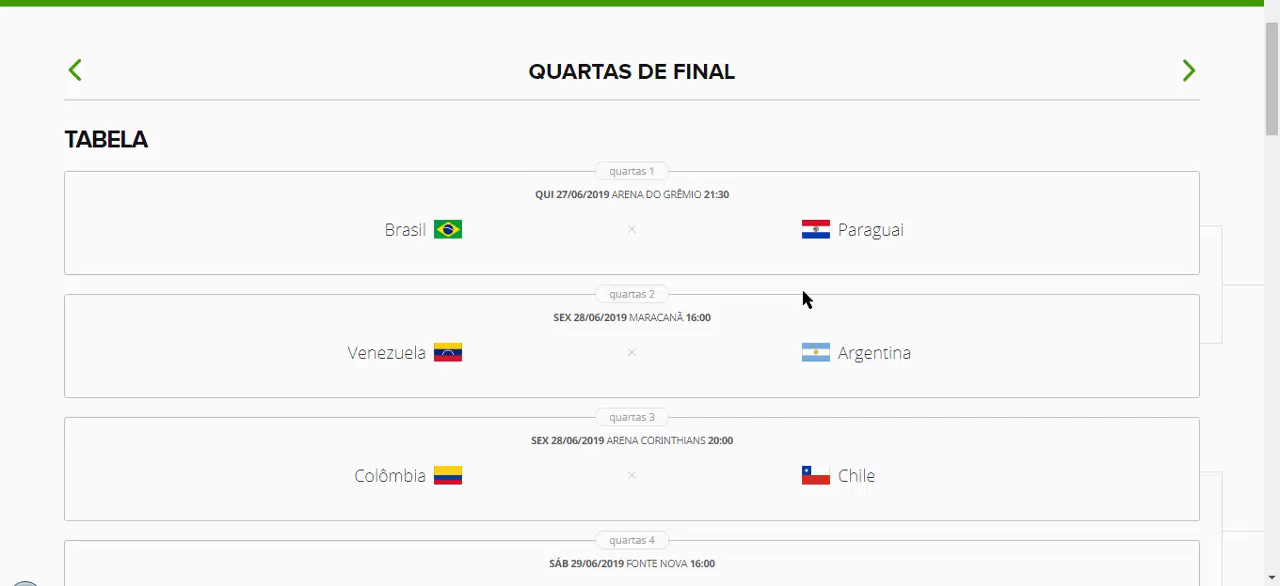 QUARTAS DE FINAL
TABELA
quartas 1
QUI 27/06/2019 ARENA DO GRÊMIO 21:30
Brasil × Paraguai
quartas 2
SEX 28/06/2019 MARACANÃ 16:00
Venezuela × Argentina
quartas 3
SEX 28/06/2019 ARENA CORINTHIANS 20:00
Colômbia × Chile
quartas 4
SÁB 29/06/2019 FONTE NOVA 16:00